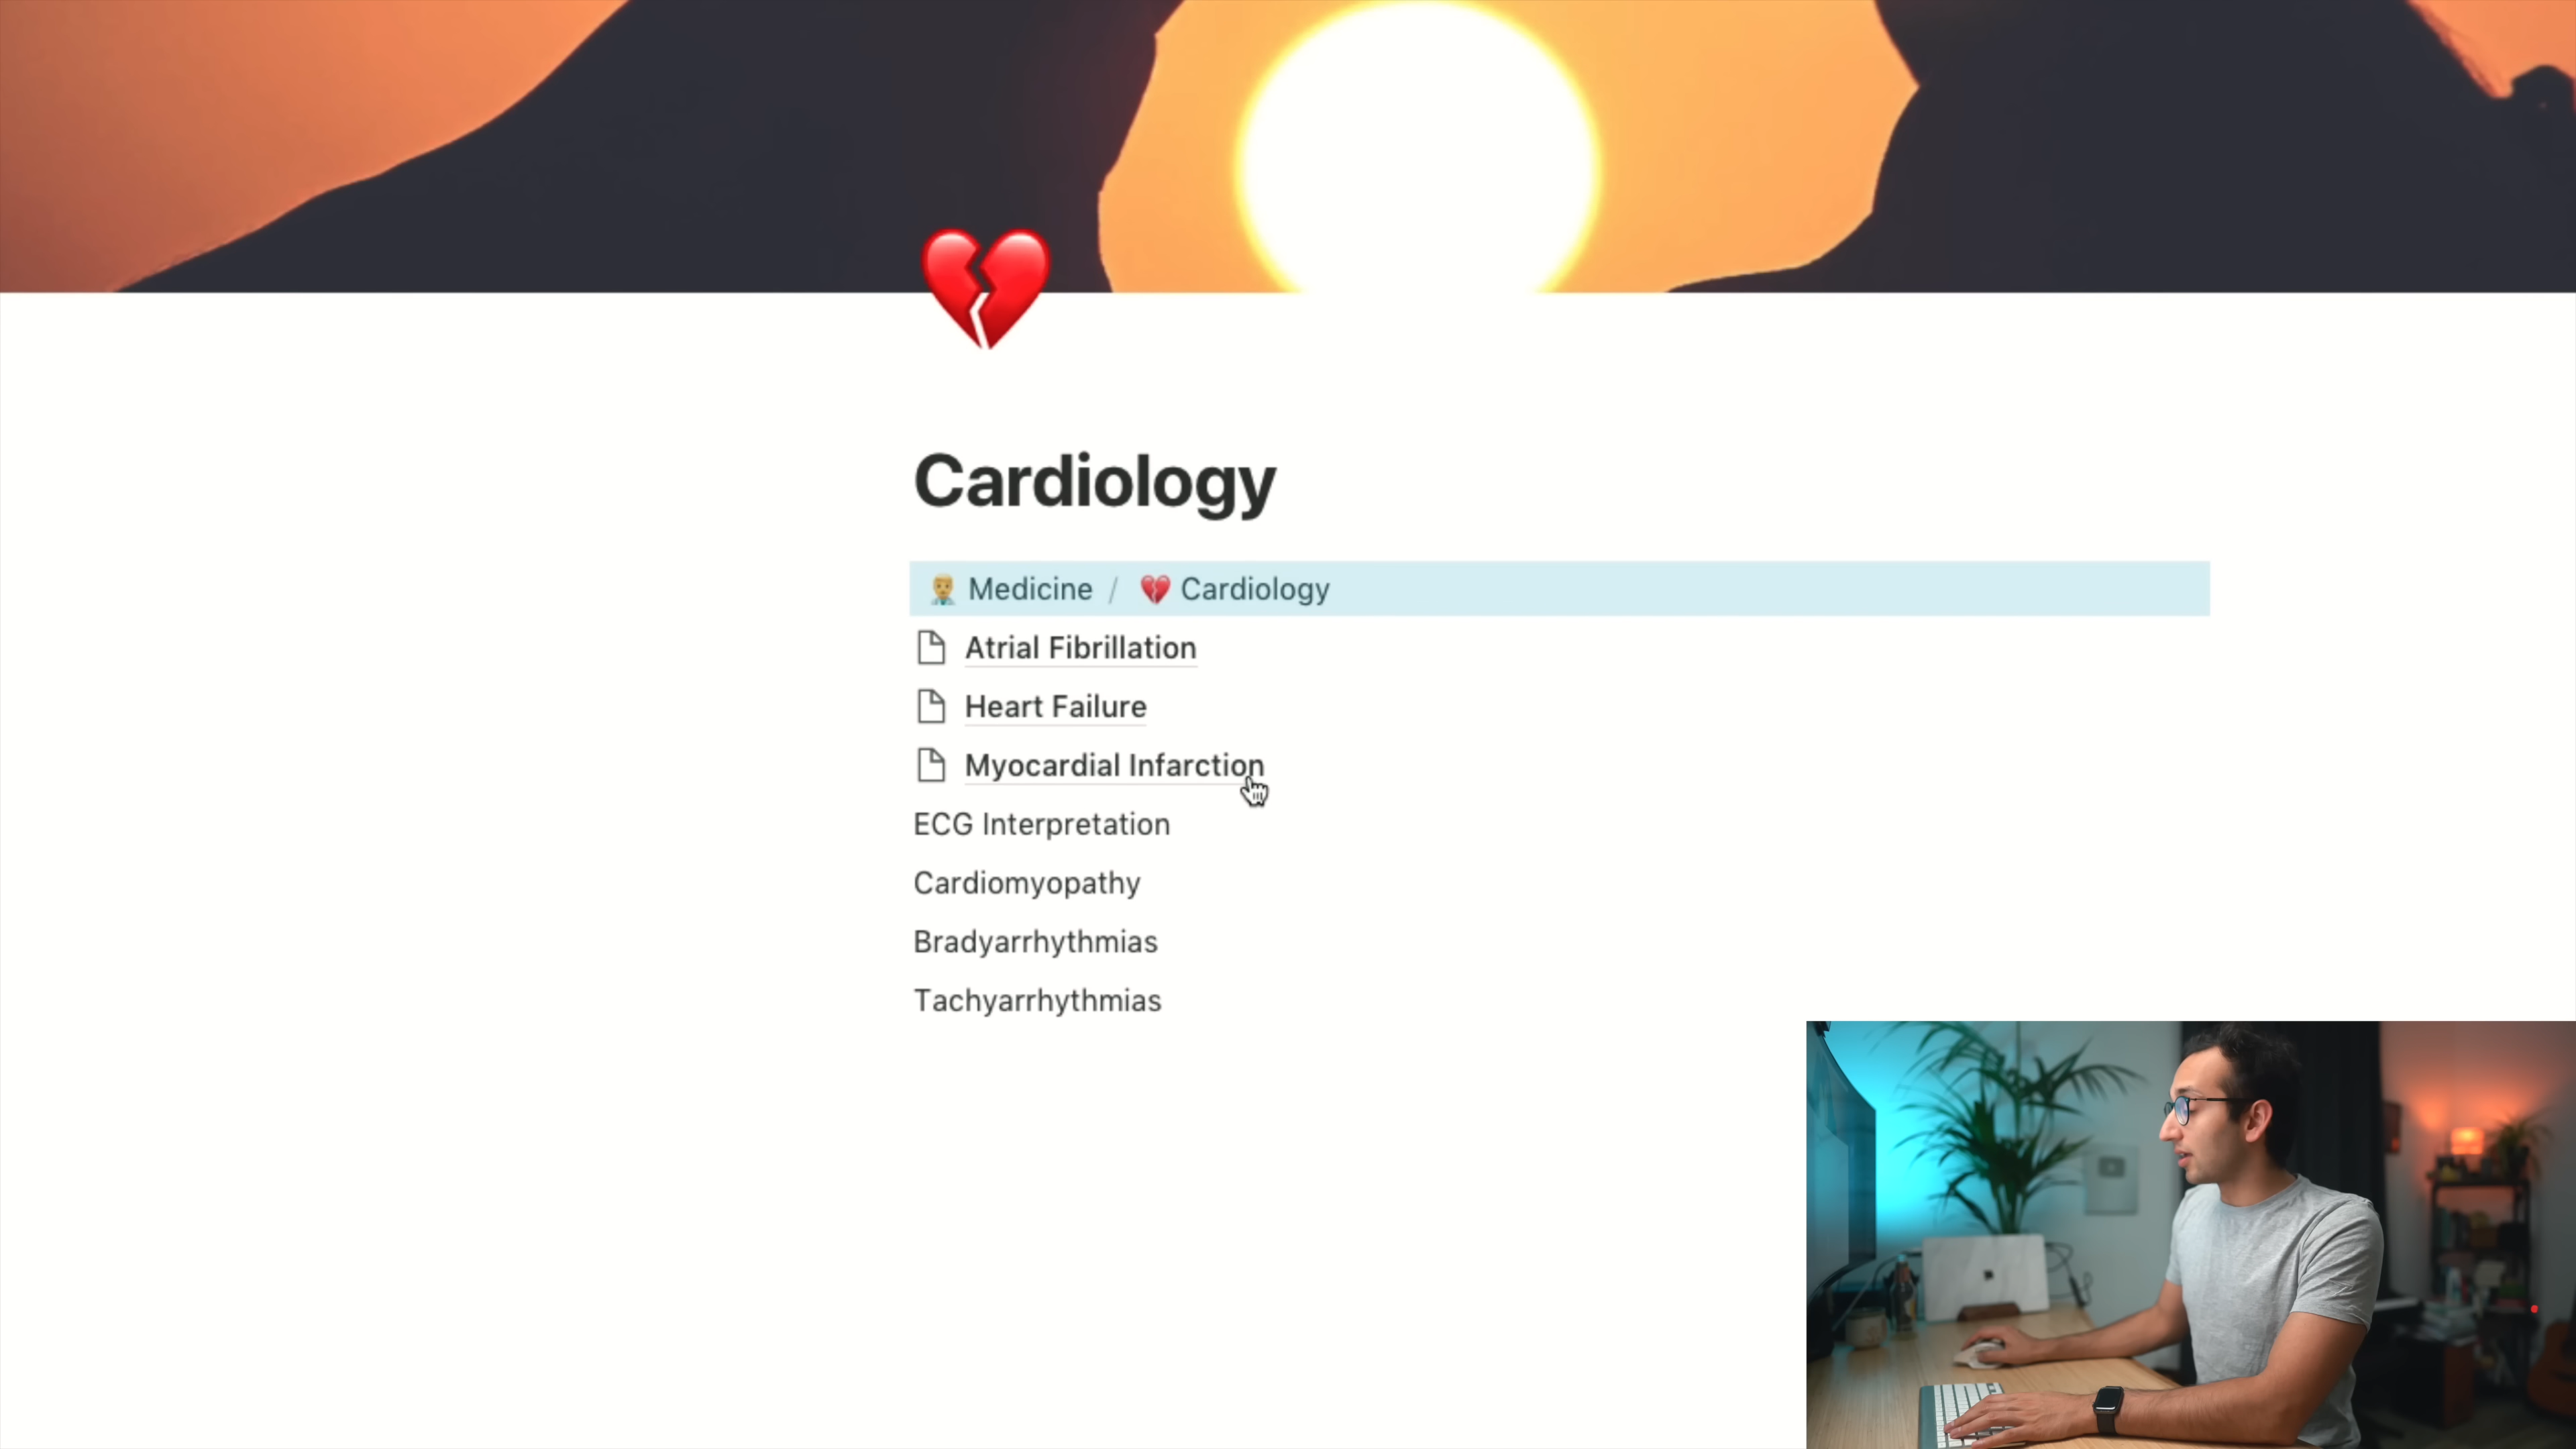 Cardiology
Medicine / Cardiology
Atrial Fibrillation
Heart Failure
Myocardial Infarction
ECG Interpretation
Cardiomyopathy
Bradyarrhythmias
Tachyarrhythmias